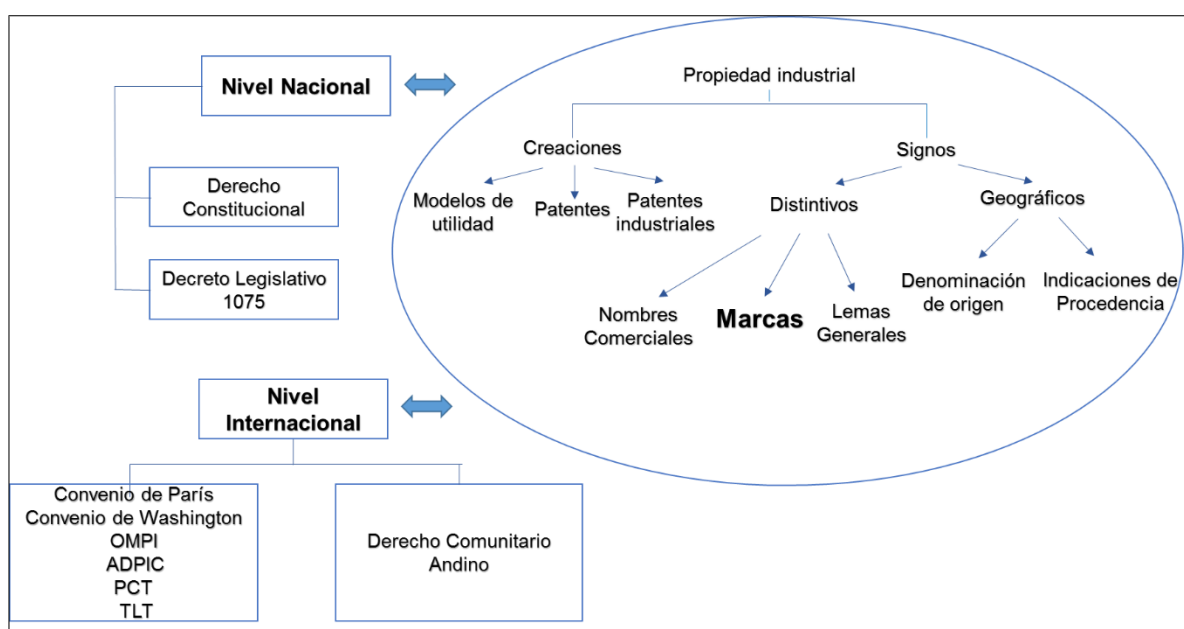 Nivel Nacional
Derecho
Constitucional
Decreto Legislativo
1075
Propiedad industrial
Creaciones
Modelos de
utilidad
Patentes
Patentes
industriales
Signos
Distintivos
Nombres
Comerciales
Marcas
Lemas
Generales
Geográficos
Denominación
de origen
Indicaciones de
Procedencia
Nivel
Internacional
Convenio de París
Convenio de Washington
OMPI
ADPIC
PCT
TLT
Derecho Comunitario
Andino